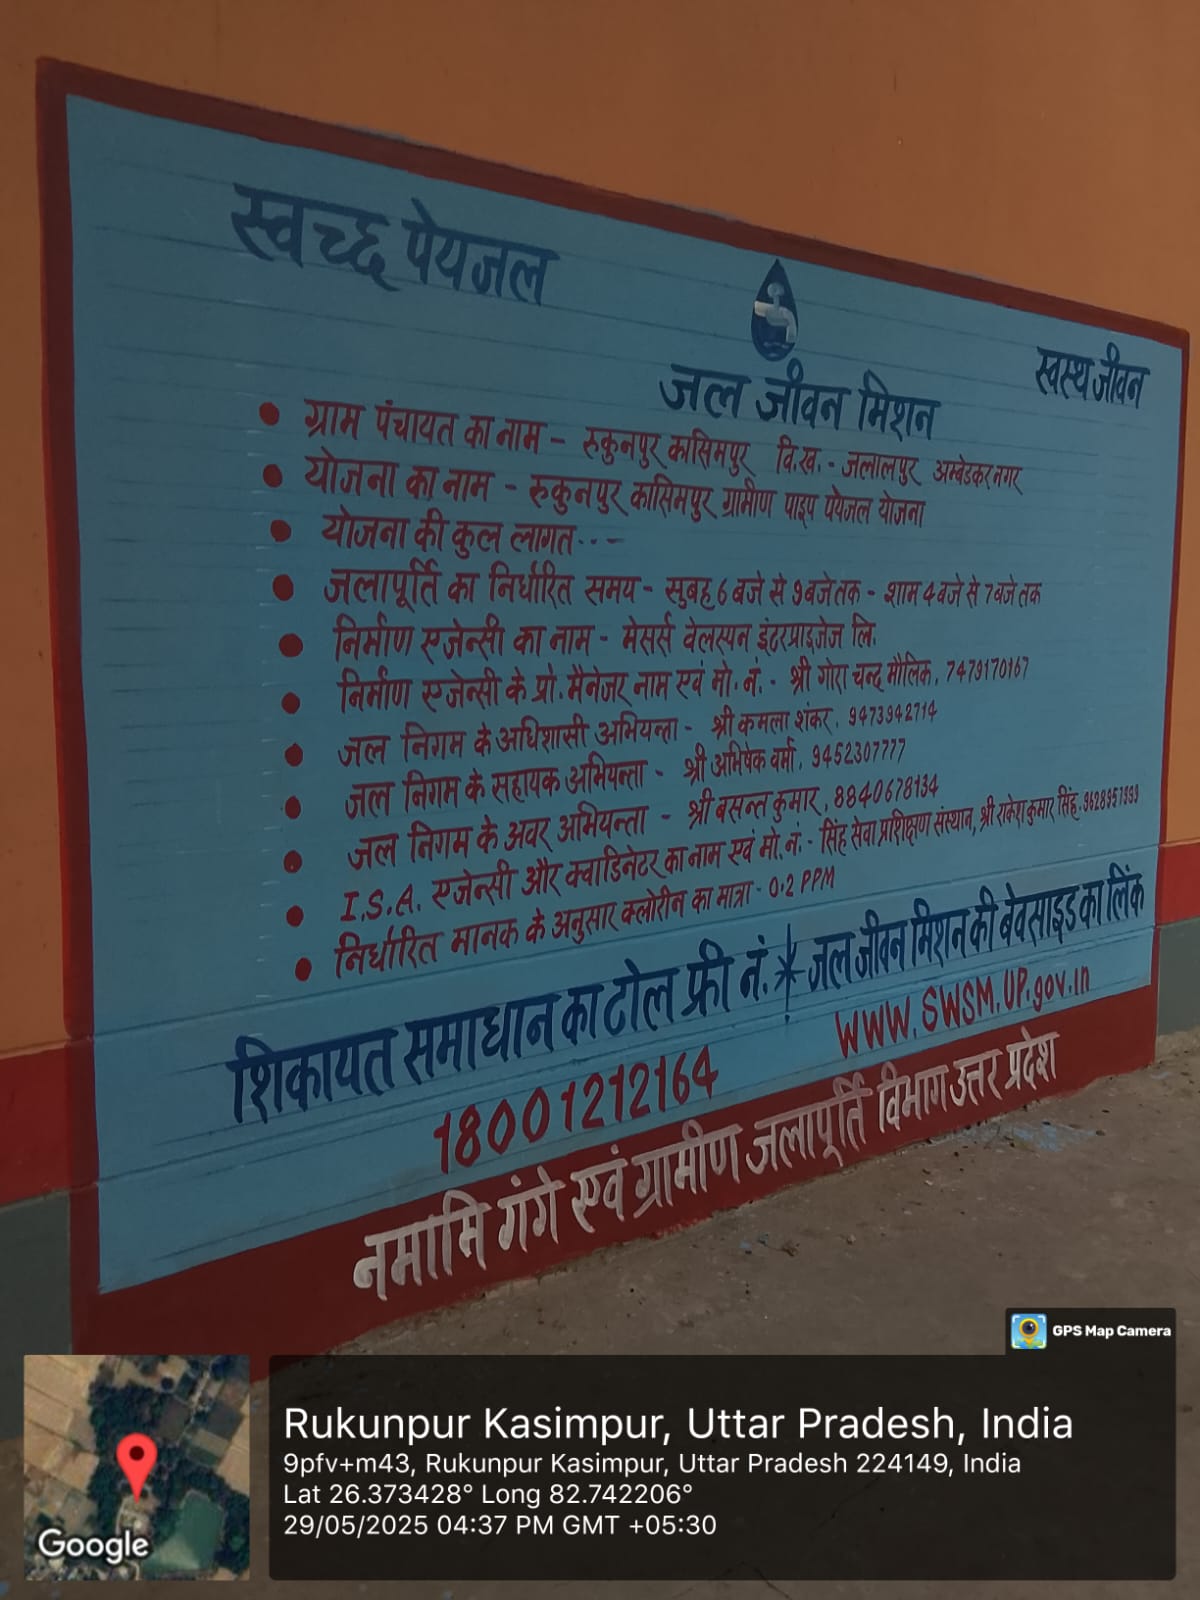 स्वच्छ पेयजल
जल जीवन मिशन
स्वस्थ जीवन
• ग्राम पंचायत का नाम - रुकुनपुर कासिमपुर वि.ख. - जलालपुर अम्बेडकर नगर
• योजना का नाम - रुकुनपुर कासिमपुर ग्रामीण पाइप पेयजल योजना
• योजना की कुल लागत ---
• जलापूर्ति का निर्धारित समय - सुबह 6 बजे से 9 बजे तक - शाम 4 बजे से 7 बजे तक
• निर्माण एजेन्सी का नाम - मेसर्स वेलस्पन इंटरप्राइजेज लि.
• निर्माण एजेन्सी के प्रो. मैनेजर नाम एवं मो. नं. - श्री गोरा चन्द्र मौलिक, 7479170167
• जल निगम के अधिशासी अभियन्ता - श्री कमला शंकर, 9473942714
• जल निगम के सहायक अभियन्ता - श्री अभिषेक वर्मा, 9452307777
• जल निगम के अवर अभियन्ता - श्री बसन्त कुमार, 8840678134
• I.S.A. एजेन्सी और क्वाडिनेटर का नाम एवं मो. नं. - सिंह सेवा प्रशिक्षण संस्थान, श्री राकेश कुमार सिंह,
• निर्धारित मानक के अनुसार क्लोरीन का मात्रा - 0.2 PPM
शिकायत समाधान का टोल फ्री नं. * जल जीवन मिशन की बेवसाइड का लिंक
18001212164 WWW.SWSM.UP.gov.in
नमामि गंगे एवं ग्रामीण जलापूर्ति विभाग उत्तर प्रदेश
GPS Map Camera
Rukunpur Kasimpur, Uttar Pradesh, India
9pfv+m43, Rukunpur Kasimpur, Uttar Pradesh 224149, India
Lat 26.373428° Long 82.742206°
29/05/2025 04:37 PM GMT +05:30
Google